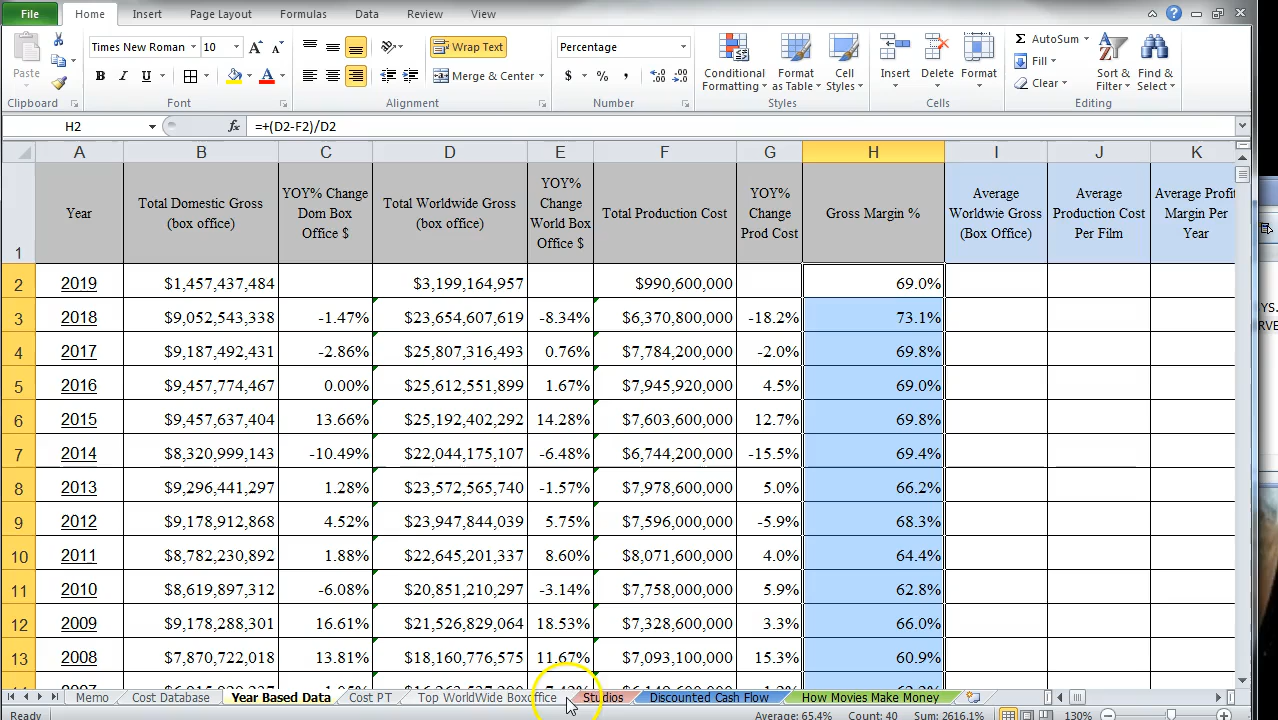 File Home Insert Page Layout Formulas Data Review View
Times New Roman 10 Wrap Text Percentage AutoSum
Paste B I U Merge & Center $ % , Conditional Formatting Format as Table Cell Styles Insert Delete Format Fill Clear Sort & Filter Find & Select
Clipboard Font Alignment Number Styles Cells Editing
H2 fx =+(D2-F2)/D2
A B C D E F G H I J K
1 Year Total Domestic Gross (box office) YOY% Change Dom Box Office $ Total Worldwide Gross (box office) YOY% Change World Box Office $ Total Production Cost YOY% Change Prod Cost Gross Margin % Average Worldwie Gross (Box Office) Average Production Cost Per Film Average Profit Margin Per Year
2 2019 $1,457,437,484 $3,199,164,957 $990,600,000 69.0%
3 2018 $9,052,543,338 -1.47% $23,654,607,619 -8.34% $6,370,800,000 -18.2% 73.1%
4 2017 $9,187,492,431 -2.86% $25,807,316,493 0.76% $7,784,200,000 -2.0% 69.8%
5 2016 $9,457,774,467 0.00% $25,612,551,899 1.67% $7,945,920,000 4.5% 69.0%
6 2015 $9,457,637,404 13.66% $25,192,402,292 14.28% $7,603,600,000 12.7% 69.8%
7 2014 $8,320,999,143 -10.49% $22,044,175,107 -6.48% $6,744,200,000 -15.5% 69.4%
8 2013 $9,296,441,297 1.28% $23,572,565,740 -1.57% $7,978,600,000 5.0% 66.2%
9 2012 $9,178,912,868 4.52% $23,947,844,039 5.75% $7,596,000,000 -5.9% 68.3%
10 2011 $8,782,230,892 1.88% $22,645,201,337 8.60% $8,071,600,000 4.0% 64.4%
11 2010 $8,619,897,312 -6.08% $20,851,210,297 -3.14% $7,758,000,000 5.9% 62.8%
12 2009 $9,178,288,301 16.61% $21,526,829,064 18.53% $7,328,600,000 3.3% 66.0%
13 2008 $7,870,722,018 13.81% $18,160,776,575 11.67% $7,093,100,000 15.3% 60.9%
Memo Cost Database Year Based Data Cost PT Top WorldWide Boxoffice Studios Discounted Cash Flow How Movies Make Money
Ready Average: 65.4% Count: 40 Sum: 2616.1% 130%